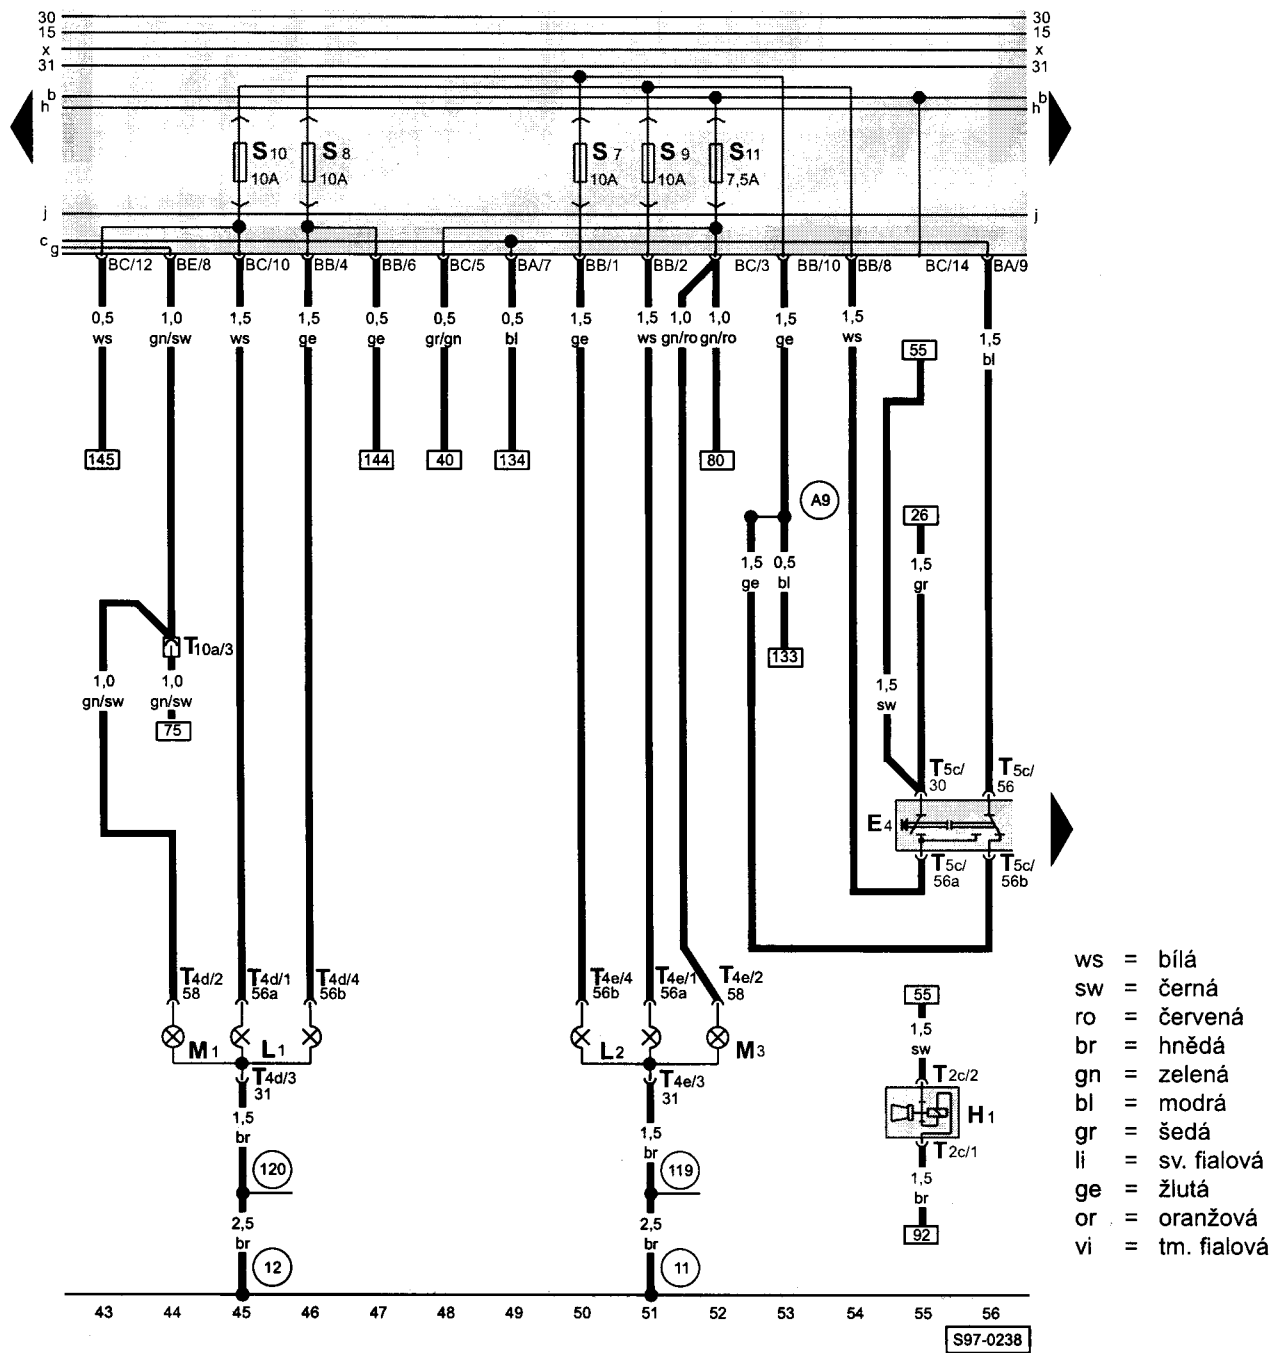 30 30
15 15
x x
31 31
b b
h h
S10 S8 S7 S9 S11
10A 10A 10A 10A 7,5A
j j
c
g
BC/12 BE/8 BC/10 BB/4 BB/6 BC/5 BA/7 BB/1 BB/2 BC/3 BB/10 BB/8 BC/14 BA/9
0,5 1,0 1,5 1,5 0,5 0,5 0,5 1,5 1,5 1,0 1,0 1,5 1,5 1,5
ws gn/sw ws ge ge gr/gn bl ge ws gn/ro gn/ro ge ws bl
55
145 144 40 134 80
A9
26
1,5 0,5 1,5
ge bl gr
T10a/3
133
1,0 1,0 1,5
gn/sw gn/sw sw
75
T5c/ T5c/
30 56
E4
T5c/ T5c/
56a 56b
T4d/2 T4d/1 T4d/4 T4e/4 T4e/1 T4e/2
58 56a 56b 56b 56a 58
55
1,5
sw
M1 L1 L2 M3
T4d/3 T4e/3 T2c/2
31 31
H1
1,5 1,5
br br
T2c/1
120 119
1,5
br
2,5 2,5
br br
92
12 11
43 44 45 46 47 48 49 50 51 52 53 54 55 56
S97-0238
ws = bílá
sw = černá
ro = červená
br = hnědá
gn = zelená
bl = modrá
gr = šedá
li = sv. fialová
ge = žlutá
or = oranžová
vi = tm. fialová